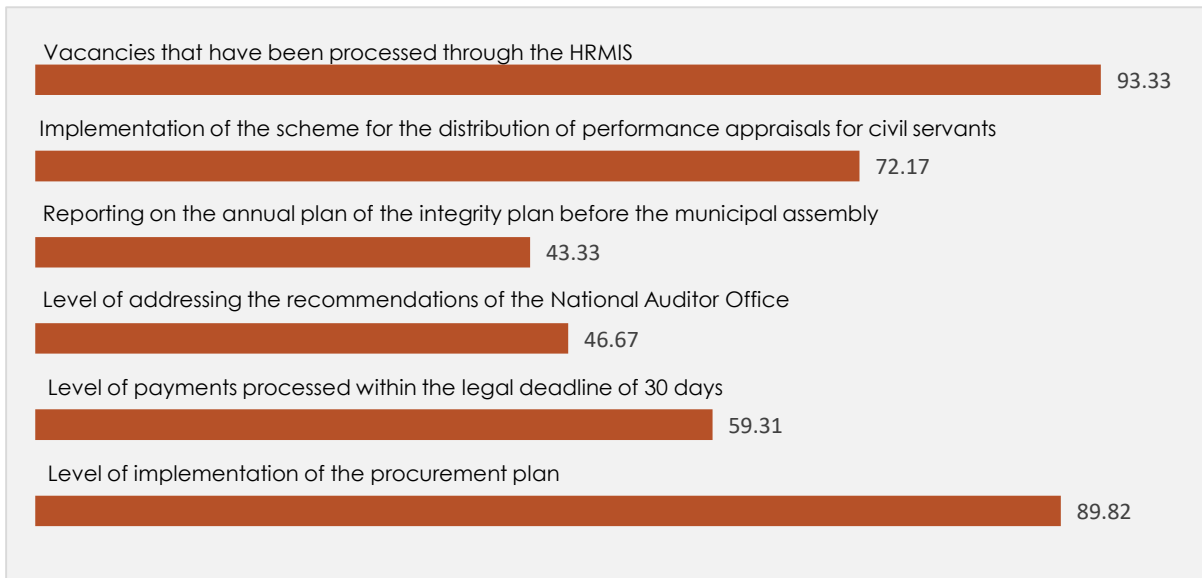 Vacancies that have been processed through the HRMIS
93.33
Implementation of the scheme for the distribution of performance appraisals for civil servants
72.17
Reporting on the annual plan of the integrity plan before the municipal assembly
43.33
Level of addressing the recommendations of the National Auditor Office
46.67
Level of payments processed within the legal deadline of 30 days
59.31
Level of implementation of the procurement plan
89.82